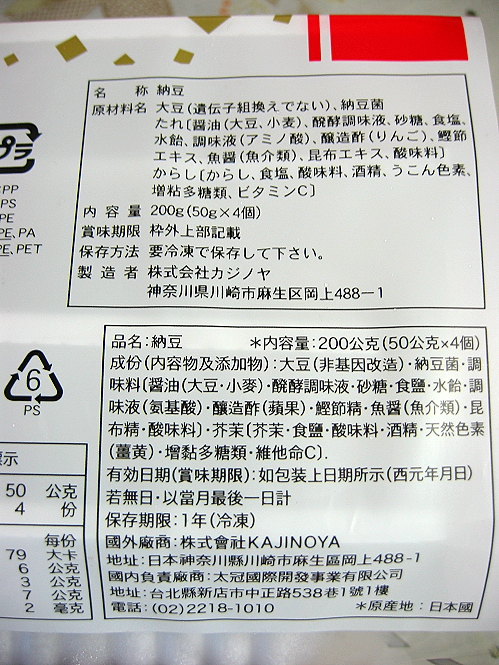 名 称 納豆
原材料名 大豆(遺伝子組換えでない)、納豆菌
たれ[醤油(大豆、小麦)、醗酵調味液、砂糖、食塩、
水飴、調味液(アミノ酸)、醸造酢(りんご)、鰹節
エキス、魚醤(魚介類)、昆布エキス、酸味料]
からし[からし、食塩、酸味料、酒精、うこん色素、
増粘多糖類、ビタミンC]
内 容 量 200g(50g×4個)
賞味期限 枠外上部記載
保存方法 要冷凍で保存して下さい。
製 造 者 株式会社カジノヤ
神奈川県川崎市麻生区岡上488ー1
プラ
PP
PS
PE
PE、PA
PE、PET
6
PS
品名:納豆 *内容量:200公克(50公克×4個)
成份(内容物及添加物):大豆(非基因改造)・納豆菌・調
味料[醬油(大豆・小麥)・醗酵調味液・砂糖・食鹽・水飴・調
味液(氨基酸)・釀造酢(蘋果)・鰹節精・魚醬(魚介類)・昆
布精・酸味料]・芥茉[芥茉・食鹽・酸味料・酒精・天然色素
(薑黃)・增黏多糖類・維他命C].
有効日期(賞味期限):如包装上日期所示(西元年月日)
若無日・以當月最後一日計
保存期限:1年(冷凍)
國外廠商:株式會社KAJINOYA
地址:日本神奈川縣川崎市麻生區岡上488-1
國内負責廠商:太冠國際開發事業有限公司
地址:台北縣新店市中正路538巷1號1樓
電話:(02)2218-1010 *原産地:日本國
標示
50 公克
4 份
每份
79 大卡
6 公克
3 公克
7 公克
2 毫克